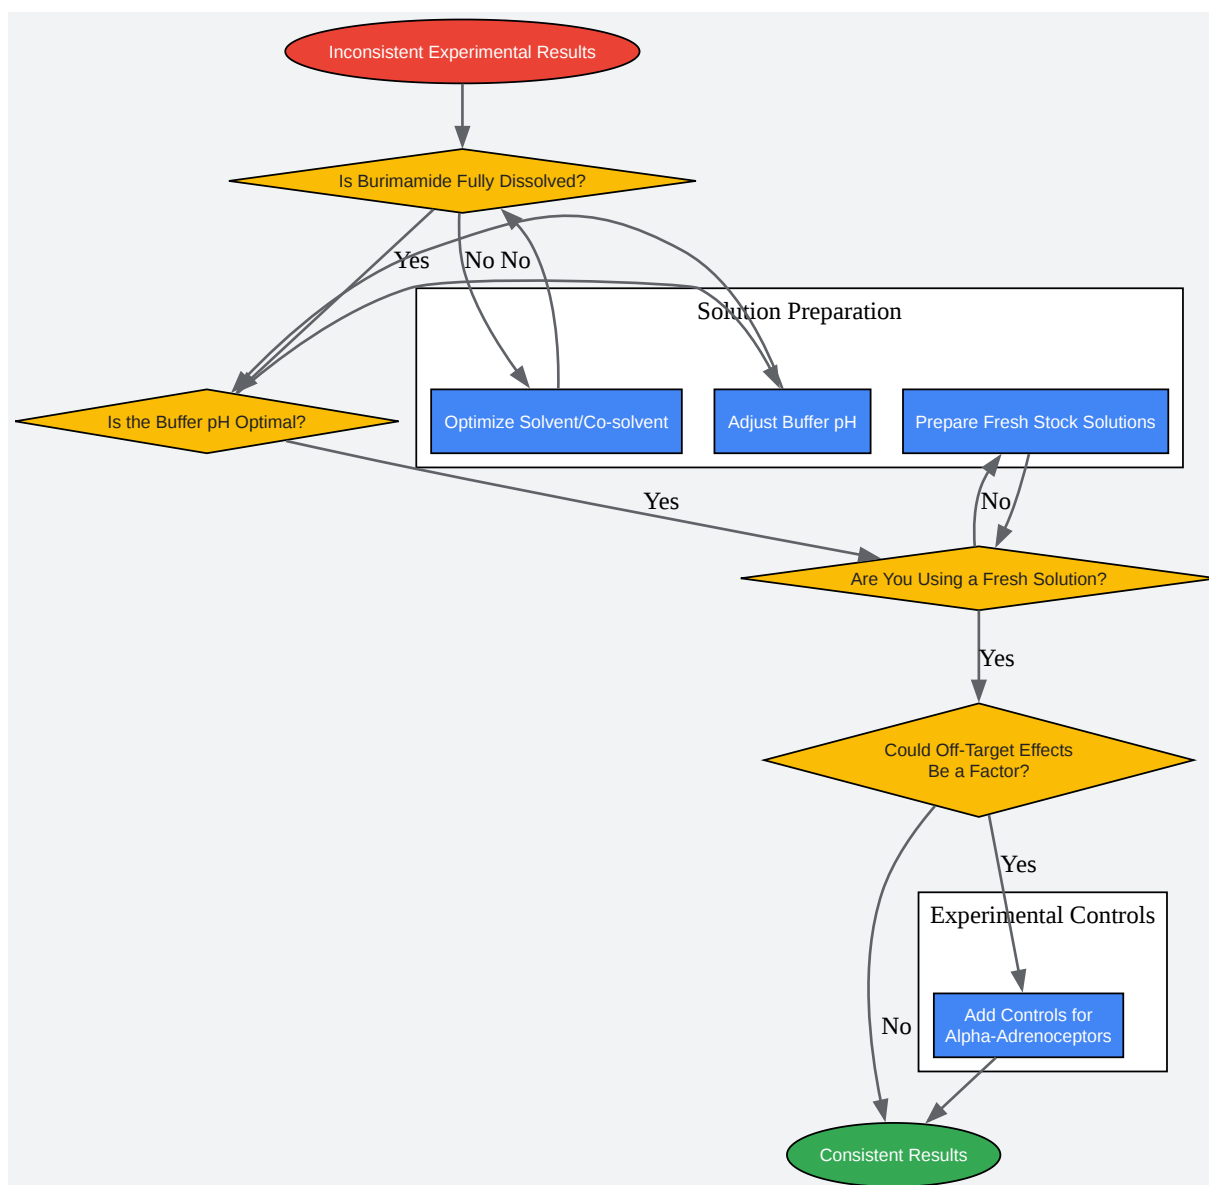 Inconsistent Experimental Results
Is Burimamide Fully Dissolved?
Yes
No
No
Solution Preparation
Is the Buffer pH Optimal?
Optimize Solvent/Co-solvent
Adjust Buffer pH
Prepare Fresh Stock Solutions
Yes
No
Are You Using a Fresh Solution?
Yes
Could Off-Target Effects
Be a Factor?
Yes
Experimental Controls
Add Controls for
Alpha-Adrenoceptors
No
Consistent Results